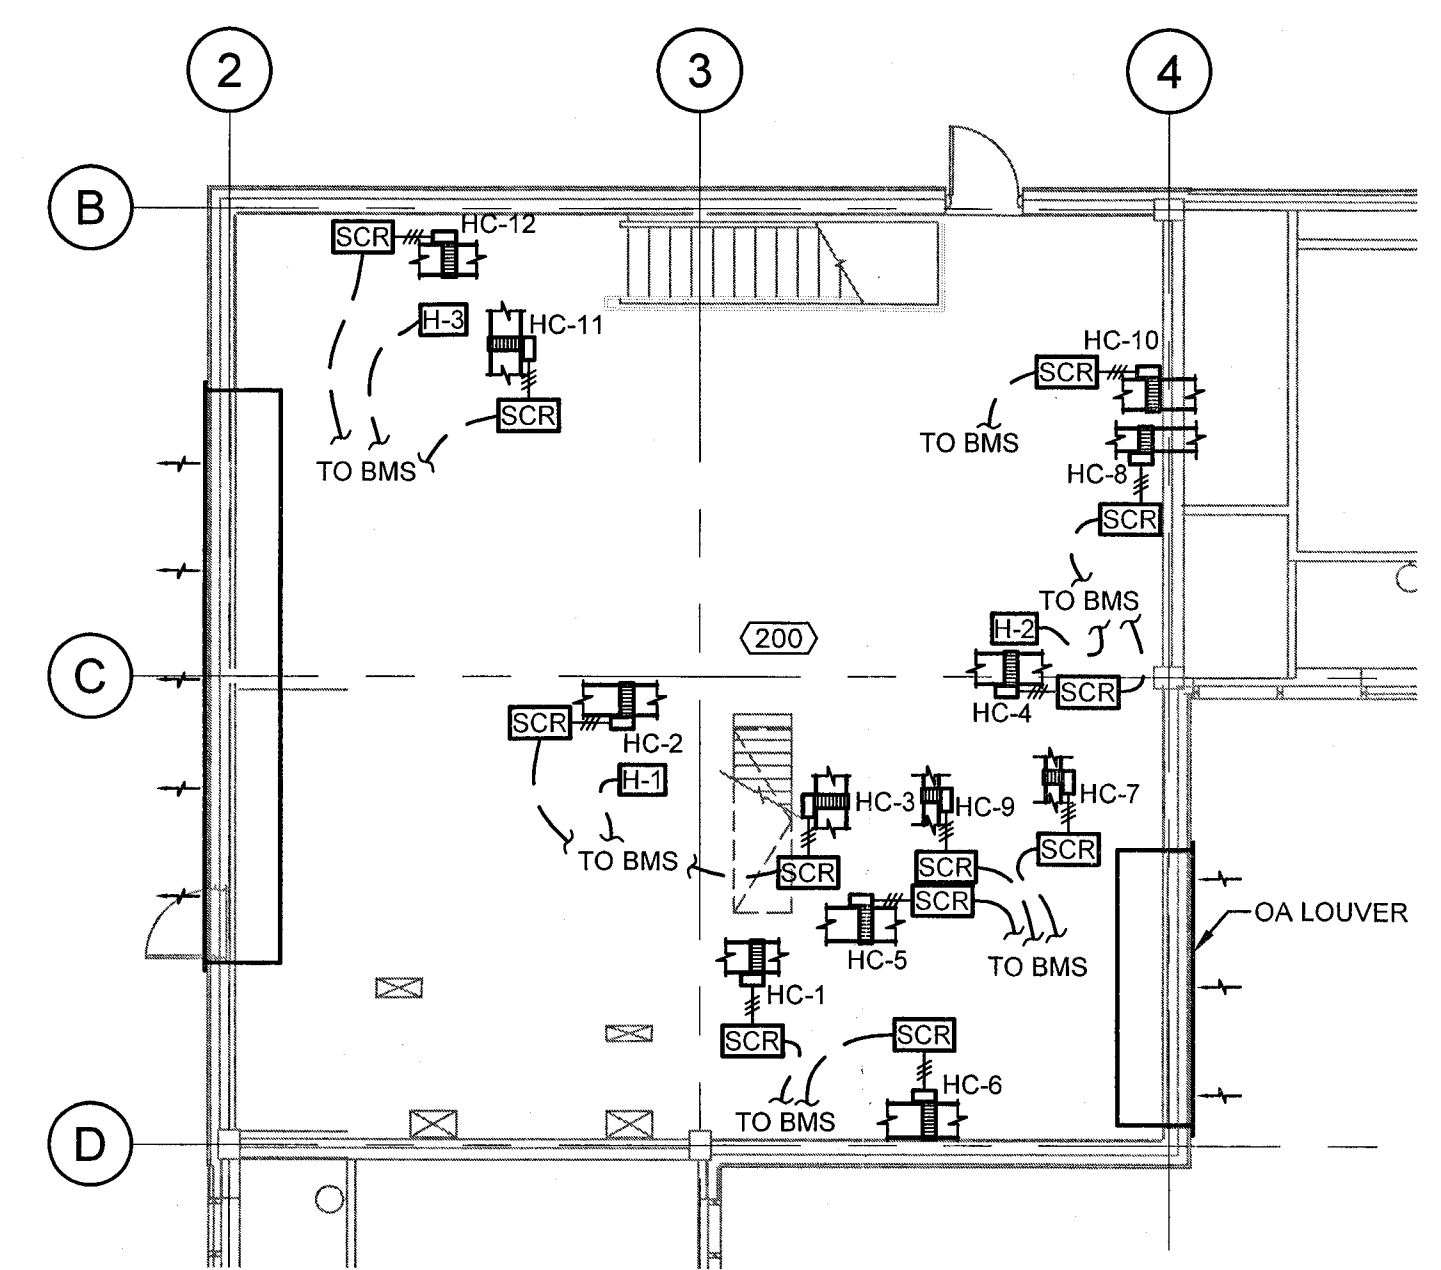 2
3
4
B
HC-12
SCR
H-3
HC-11
SCR
TO BMS
HC-10
SCR
TO BMS
HC-8
SCR
TO BMS
H-2
200
C
SCR
HC-4
SCR
HC-2
H-1
TO BMS
HC-3
SCR
HC-9
SCR
HC-7
SCR
SCR
HC-5
TO BMS
OA LOUVER
HC-1
SCR
SCR
HC-6
TO BMS
D